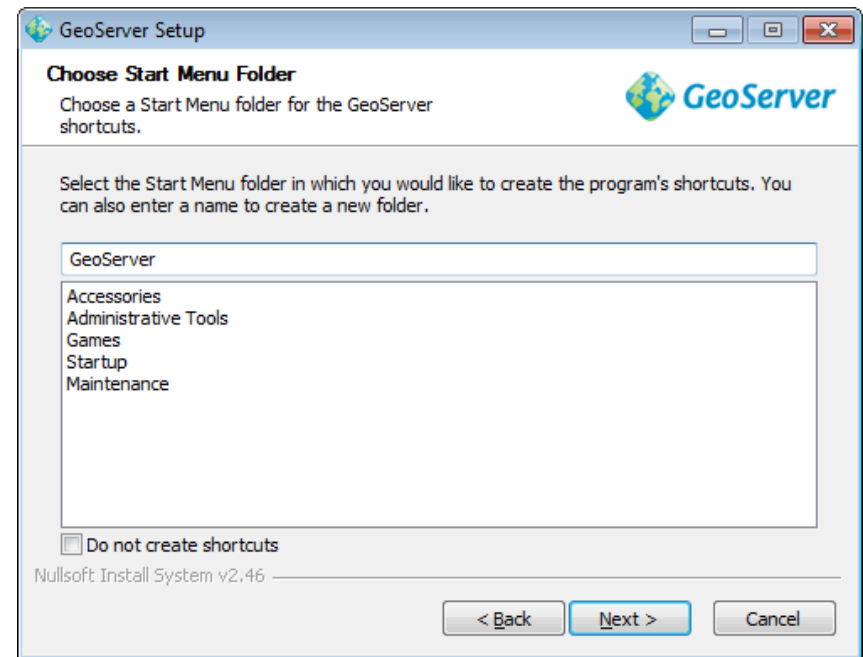 GeoServer Setup
Choose Start Menu Folder
Choose a Start Menu folder for the GeoServer
shortcuts.
GeoServer
Select the Start Menu folder in which you would like to create the program's shortcuts. You
can also enter a name to create a new folder.
GeoServer
Accessories
Administrative Tools
Games
Startup
Maintenance
Do not create shortcuts
Nullsoft Install System v2.46
< Back
Next >
Cancel